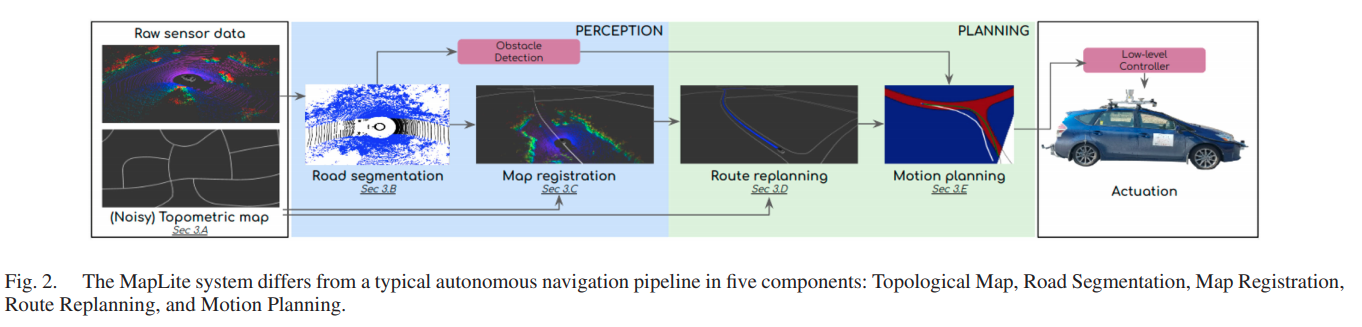 Raw sensor data
(Noisy) Topometric map
Sec 3.A
PERCEPTION
Obstacle
Detection
Road segmentation
Sec 3.B
Map registration
Sec 3.C
PLANNING
Route replanning
Sec 3.D
Motion planning
Sec 3.E
Low-level
Controller
Actuation
Fig. 2. The MapLite system differs from a typical autonomous navigation pipeline in five components: Topological Map, Road Segmentation, Map Registration,
Route Replanning, and Motion Planning.